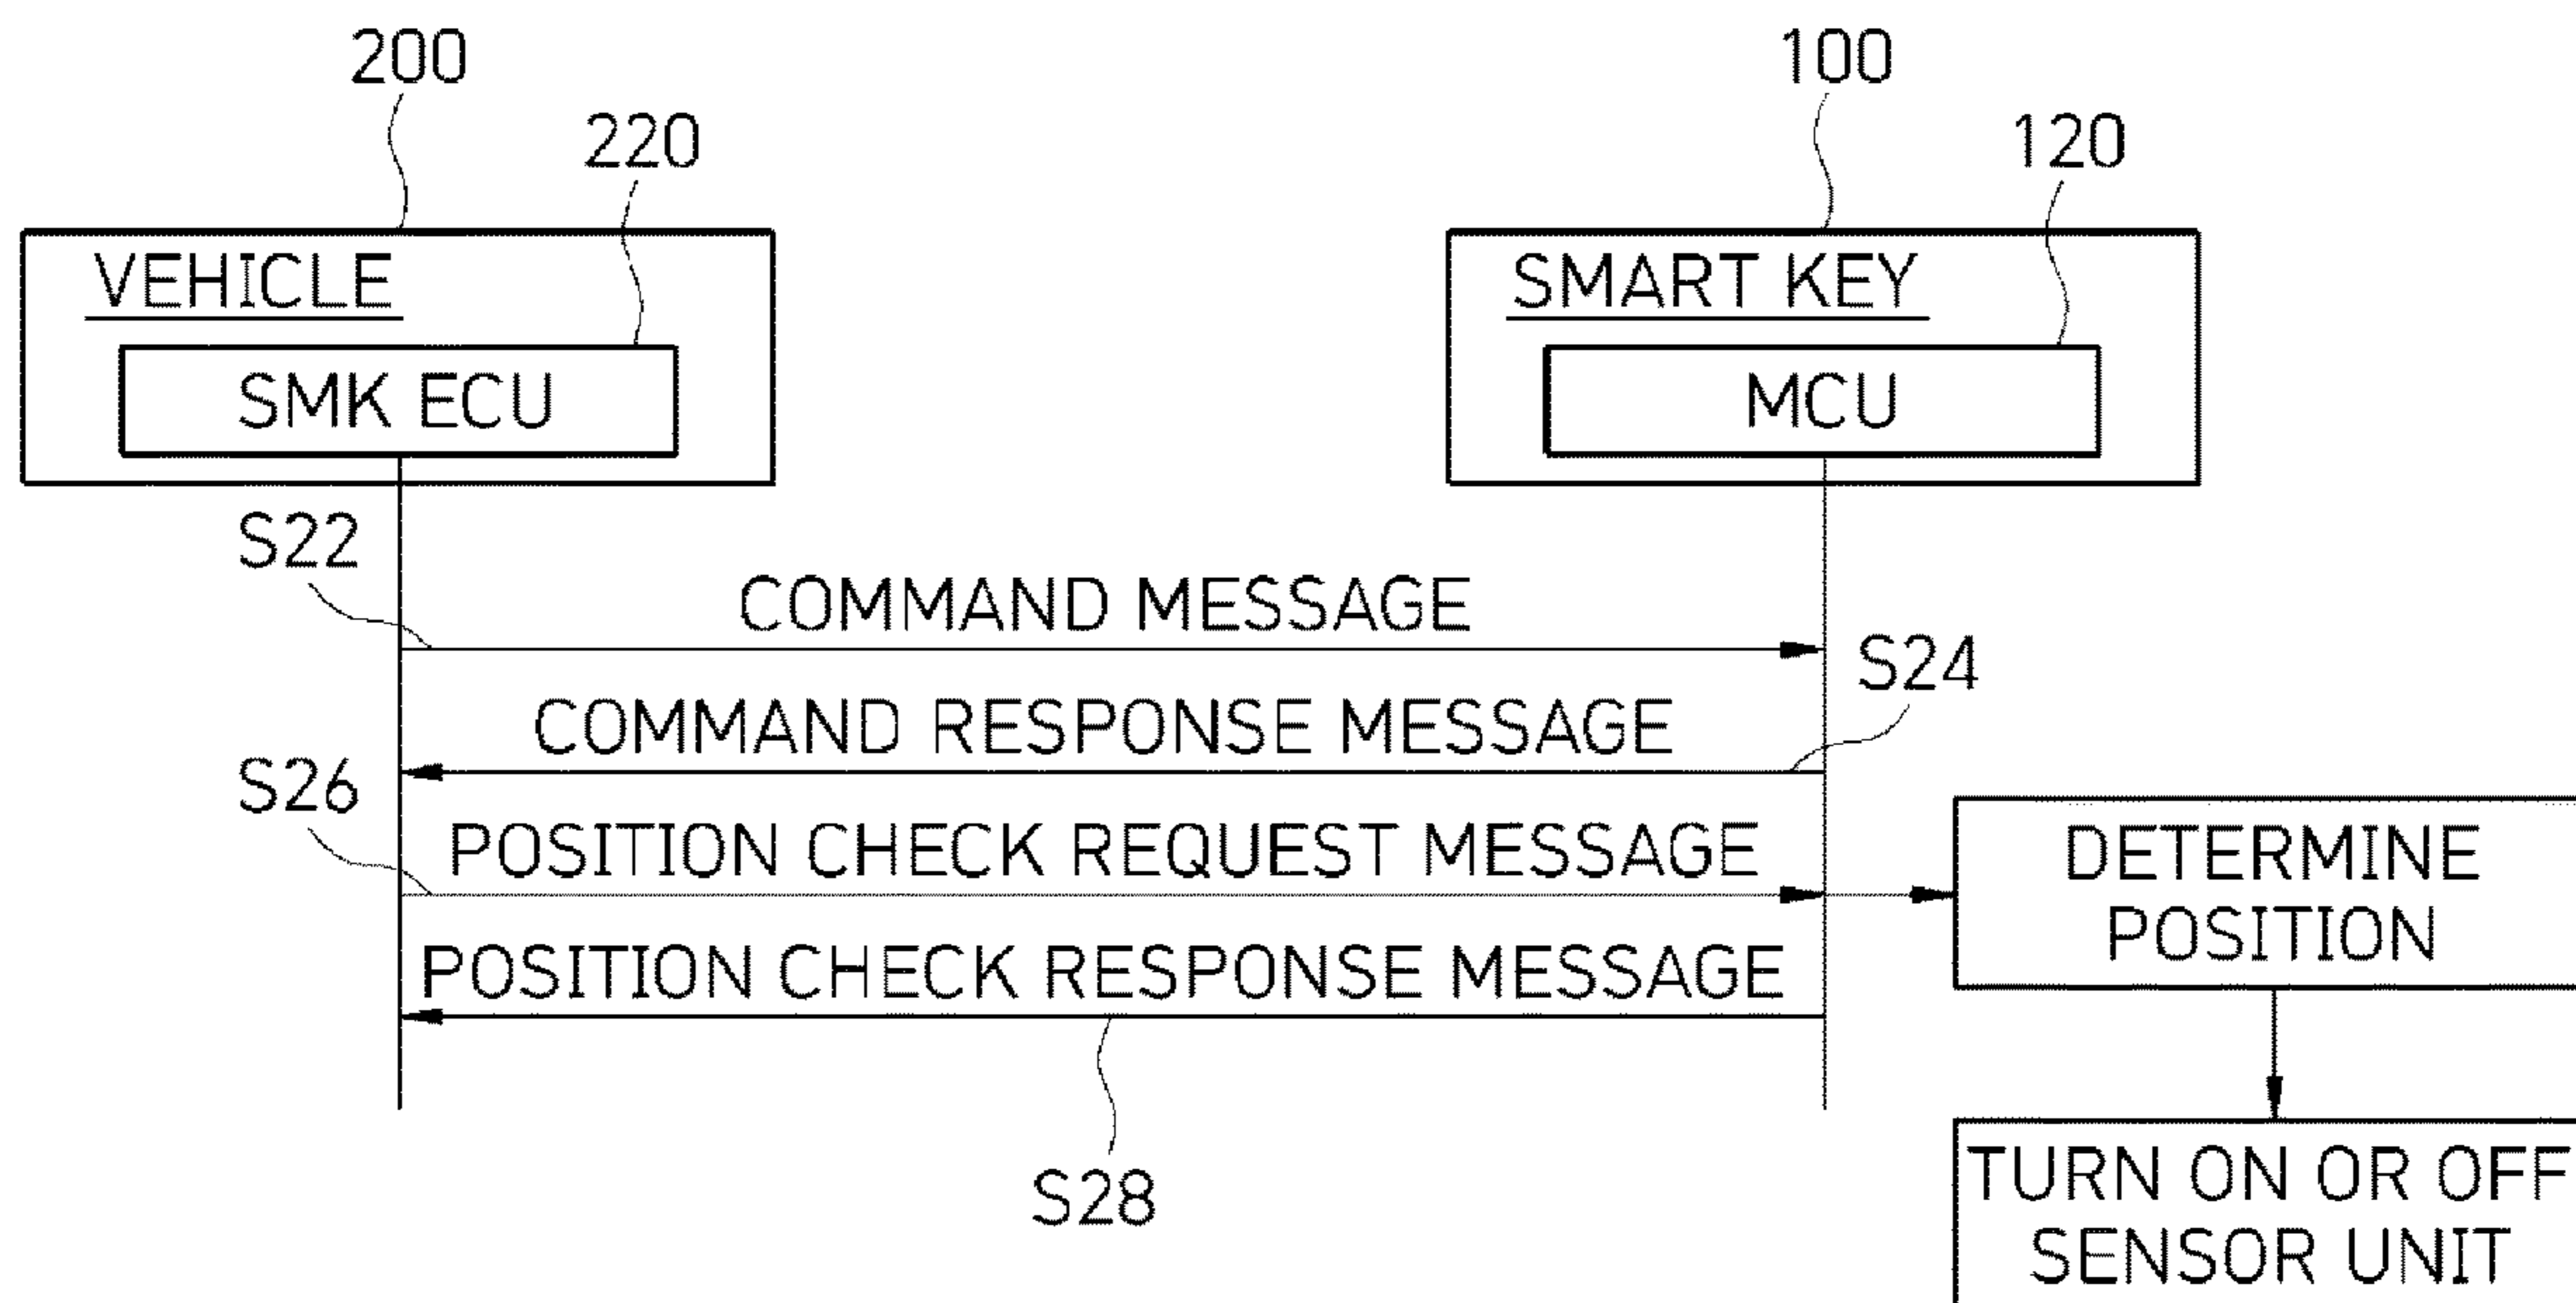 200
100
220
120
VEHICLE
SMART KEY
SMK ECU
MCU
S22
COMMAND MESSAGE
S24
COMMAND RESPONSE MESSAGE
S26
POSITION CHECK REQUEST MESSAGE
DETERMINE
POSITION
POSITION CHECK RESPONSE MESSAGE
S28
TURN ON OR OFF
SENSOR UNIT